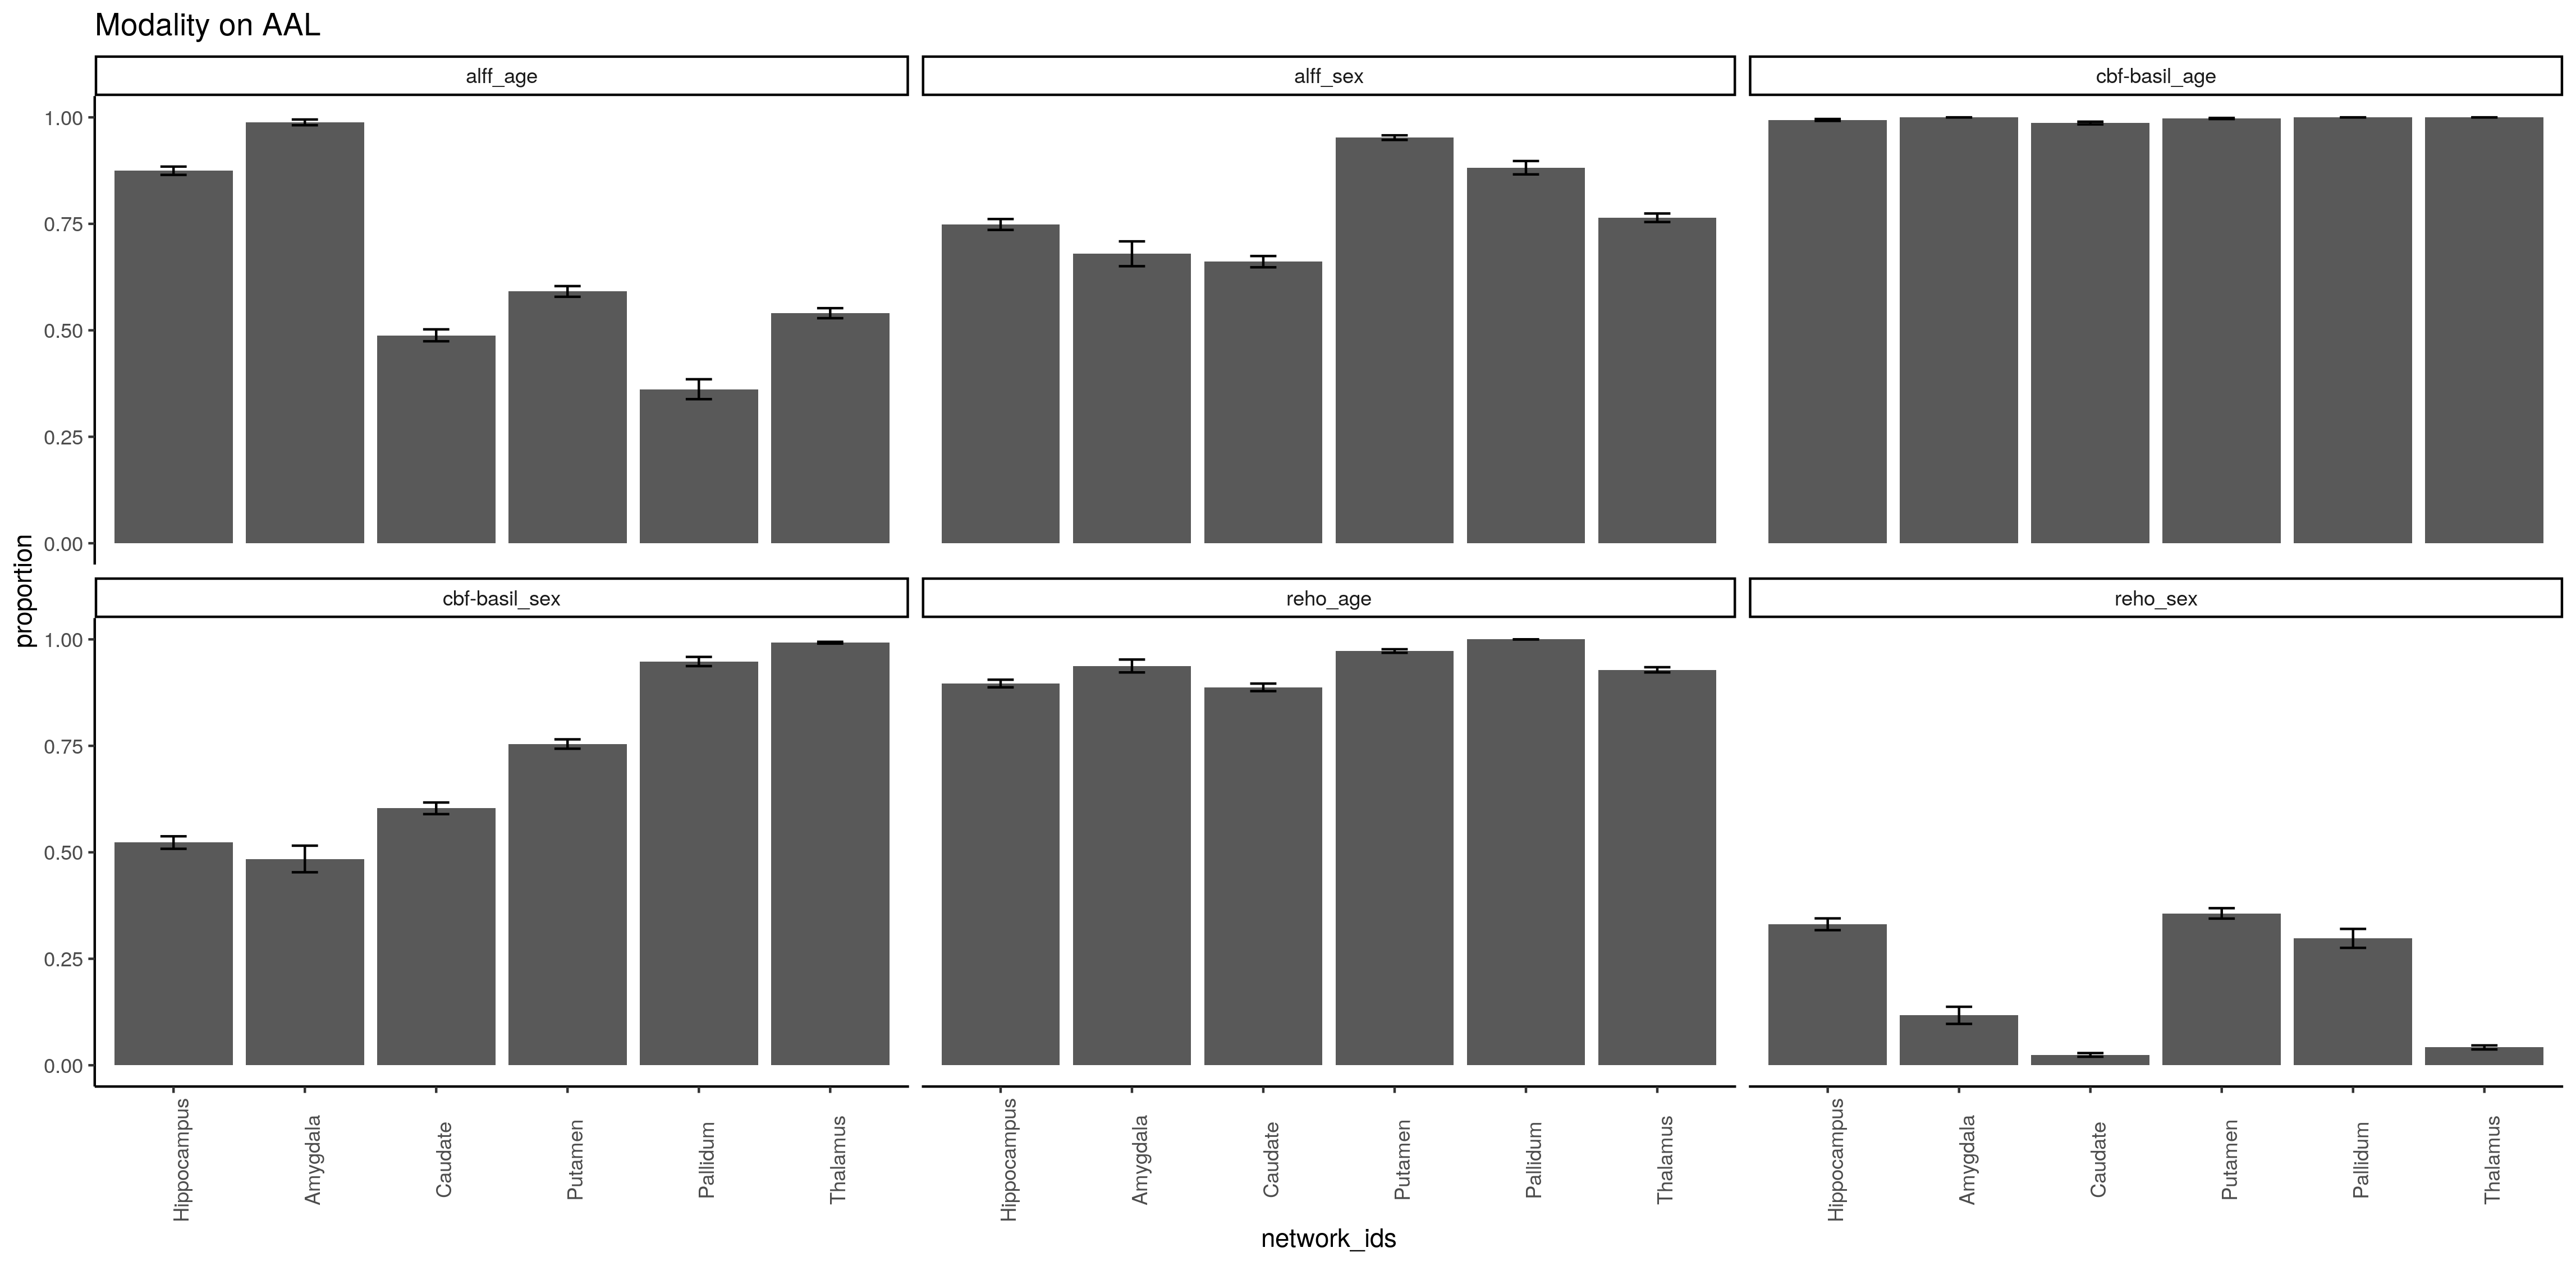 Modality on AAL
alff_age
alff_sex
cbf-basil_age
1.00
0.75
0.50
0.25
0.00
proportion
cbf-basil_sex
reho_age
reho_sex
1.00
0.75
0.50
0.25
0.00
Hippocampus
Amygdala
Caudate
Putamen
Pallidum
Thalamus
Hippocampus
Amygdala
Caudate
Putamen
Pallidum
Thalamus
Hippocampus
Amygdala
Caudate
Putamen
Pallidum
Thalamus
network_ids